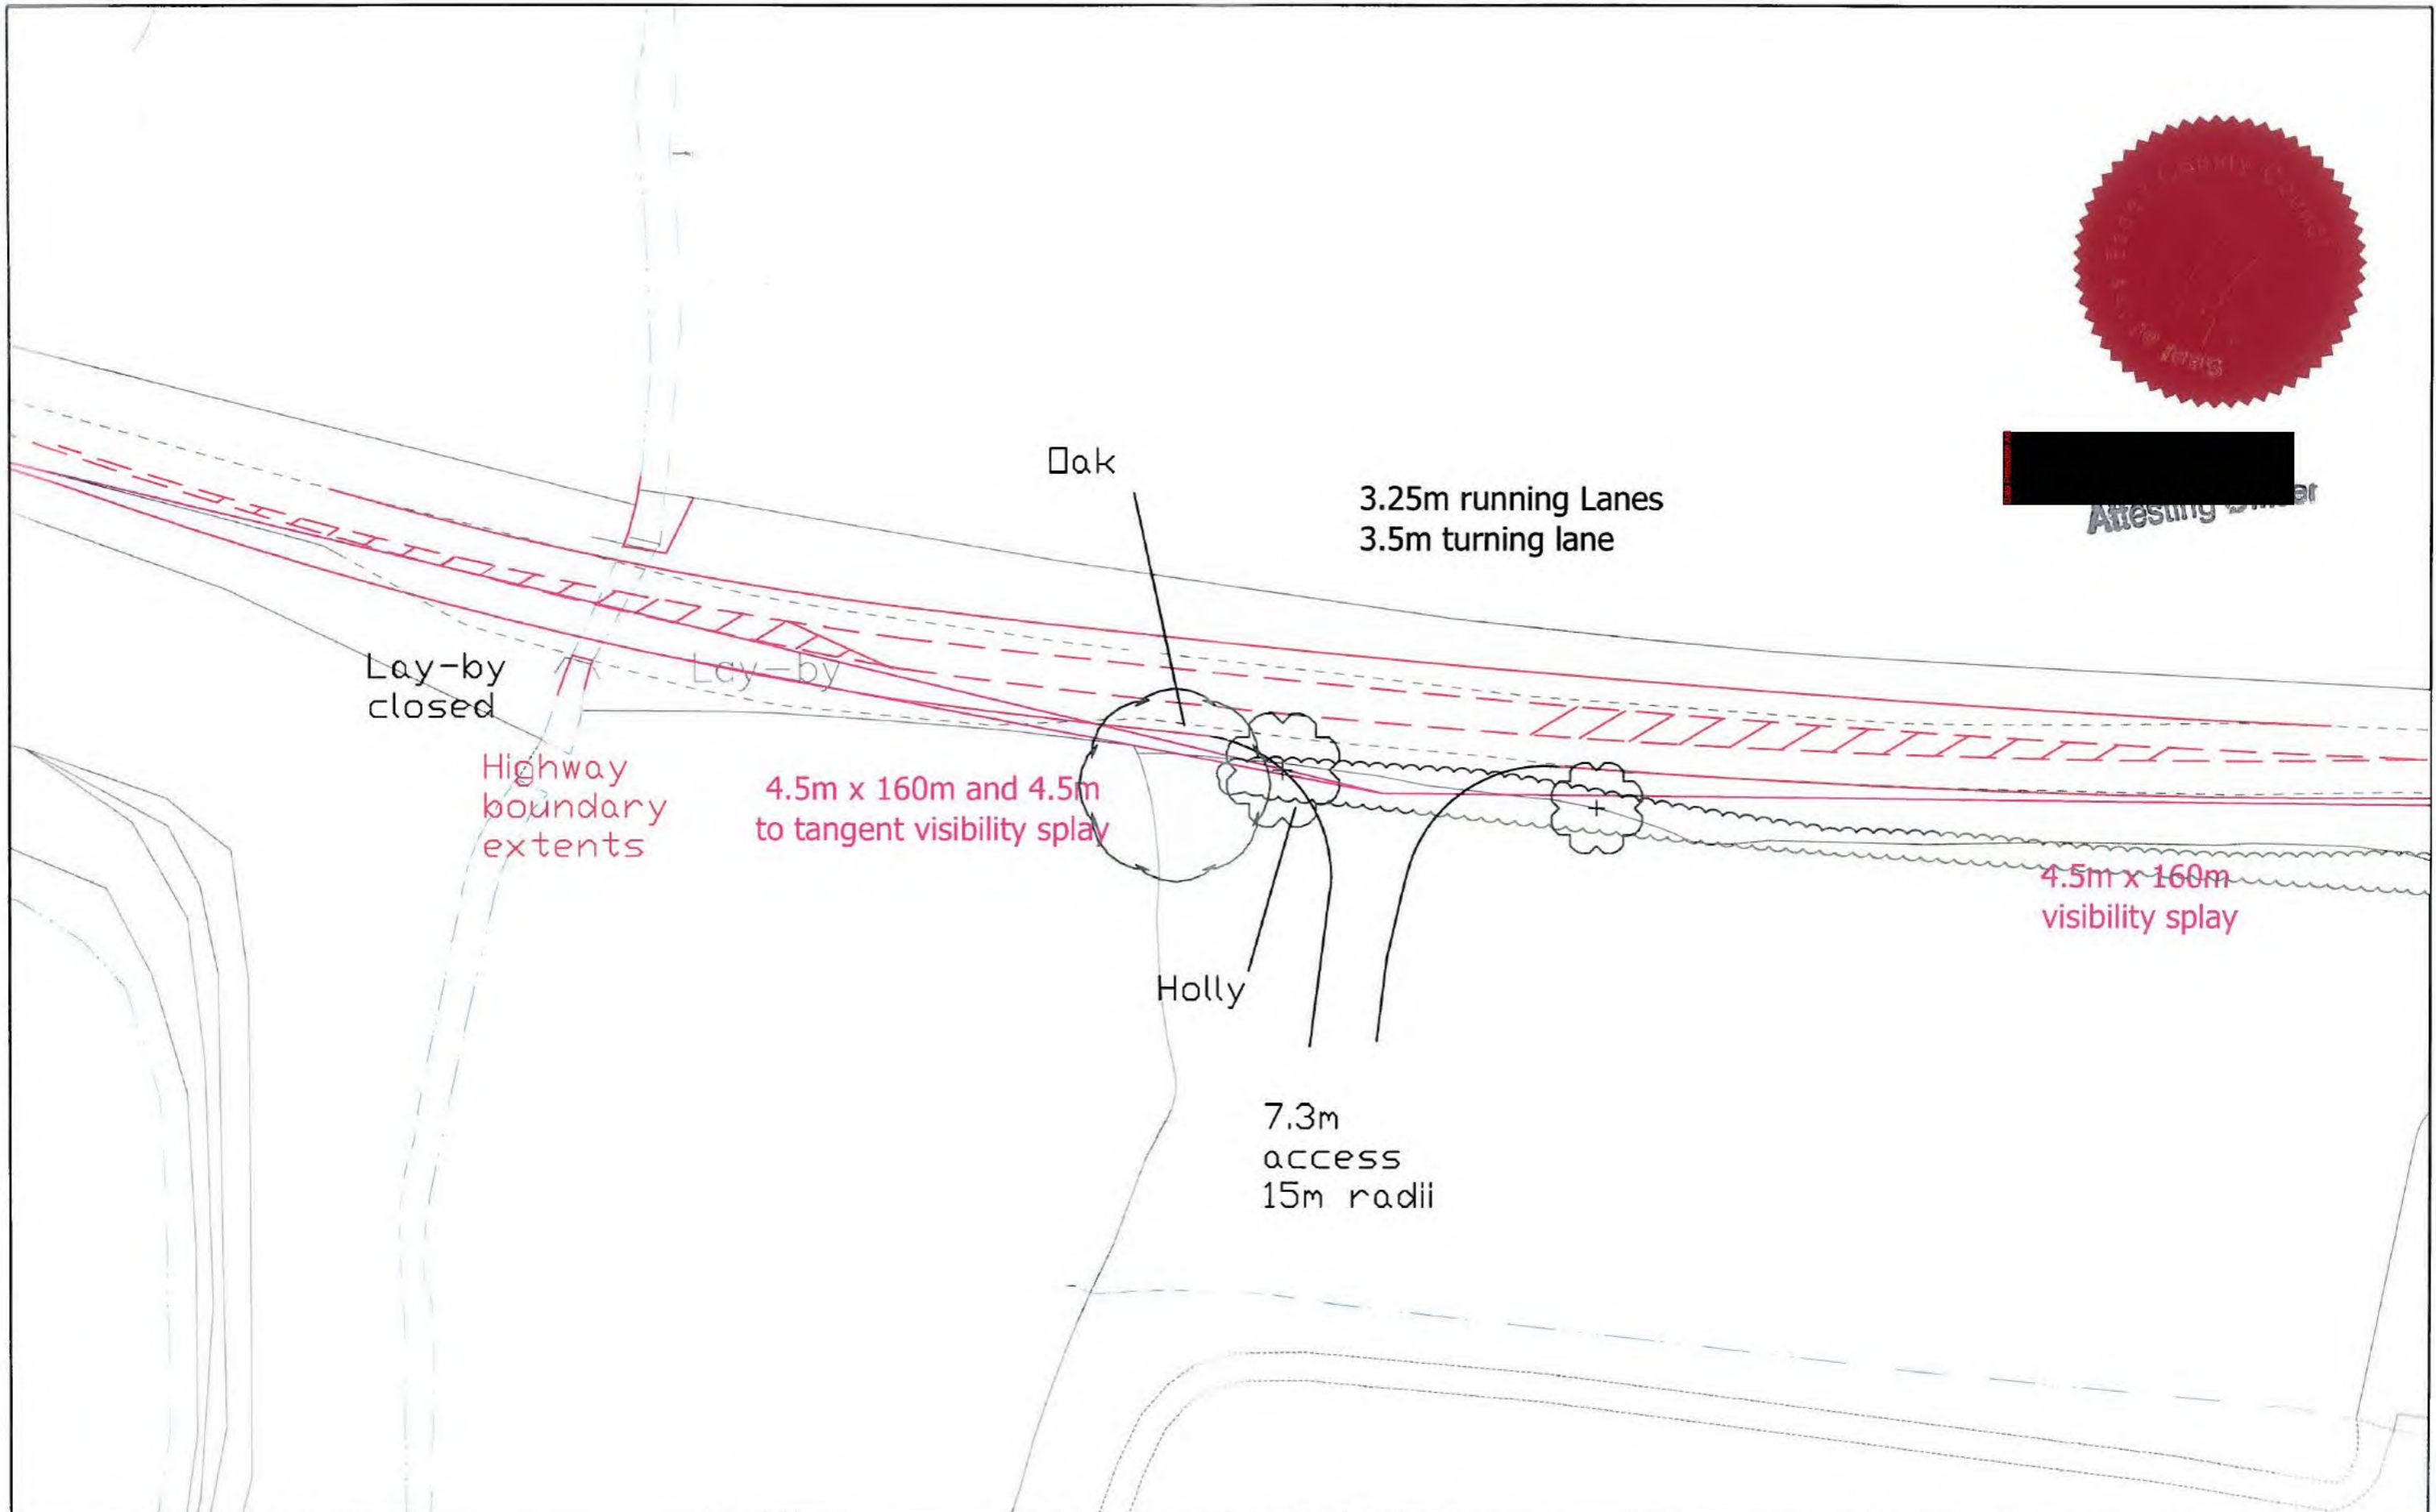 Oak
3.25m running Lanes
3.5m turning lane
Attesting
Lay-by
closed
Lay-by
Highway
boundary
extents
4.5m x 160m and 4.5m
to tangent visibility splay
4.5m x 160m
visibility splay
Holly
7.3m
access
15m radii